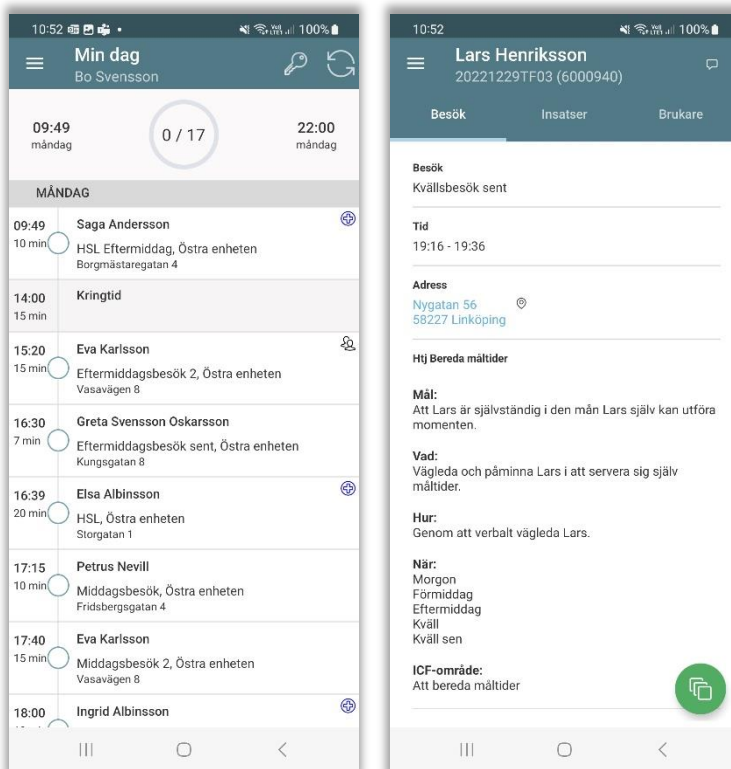 10:52
100%
Min dag
Bo Svensson
09:49
måndag
0 / 17
22:00
måndag
MÅNDAG
09:49
10 min
Saga Andersson
HSL Eftermiddag, Östra enheten
Borgmästaregatan 4
14:00
15 min
Kringtid
15:20
15 min
Eva Karlsson
Eftermiddagsbesök 2, Östra enheten
Vasavägen 8
16:30
7 min
Greta Svensson Oskarsson
Eftermiddagsbesök sent, Östra enheten
Kungsgatan 8
16:39
20 min
Elsa Albinsson
HSL, Östra enheten
Storgatan 1
17:15
10 min
Petrus Nevill
Middagsbesök, Östra enheten
Fridsbergsgatan 4
17:40
15 min
Eva Karlsson
Middagsbesök 2, Östra enheten
Vasavägen 8
18:00
Ingrid Albinsson
10:52
100%
Lars Henriksson
20221229TF03 (6000940)
Besök Insatser Brukare
Besök
Kvällsbesök sent
Tid
19:16 - 19:36
Adress
Nygatan 56
58227 Linköping
Htj Bereda måltider
Mål:
Att Lars är självständig i den mån Lars själv kan utföra
momenten.
Vad:
Vägleda och påminna Lars i att servera sig själv
måltider.
Hur:
Genom att verbalt vägleda Lars.
När:
Morgon
Förmiddag
Eftermiddag
Kväll
Kväll sen
ICF-område:
Att bereda måltider